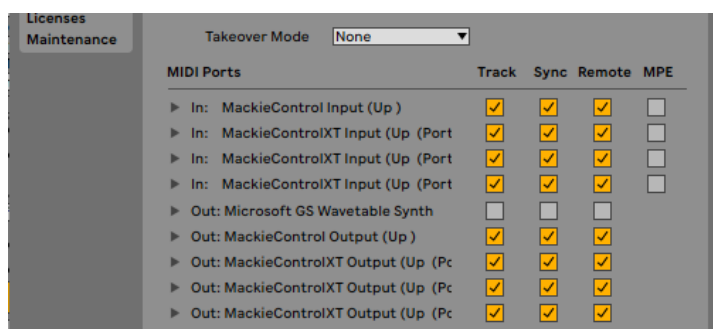 Licenses
Maintenance
Takeover Mode None
MIDI Ports Track Sync Remote MPE
In: MackieControl Input (Up )
In: MackieControlXT Input (Up (Port
In: MackieControlXT Input (Up (Port
In: MackieControlXT Input (Up (Port
Out: Microsoft GS Wavetable Synth
Out: MackieControl Output (Up )
Out: MackieControlXT Output (Up (Pc
Out: MackieControlXT Output (Up (Pc
Out: MackieControlXT Output (Up (Pc